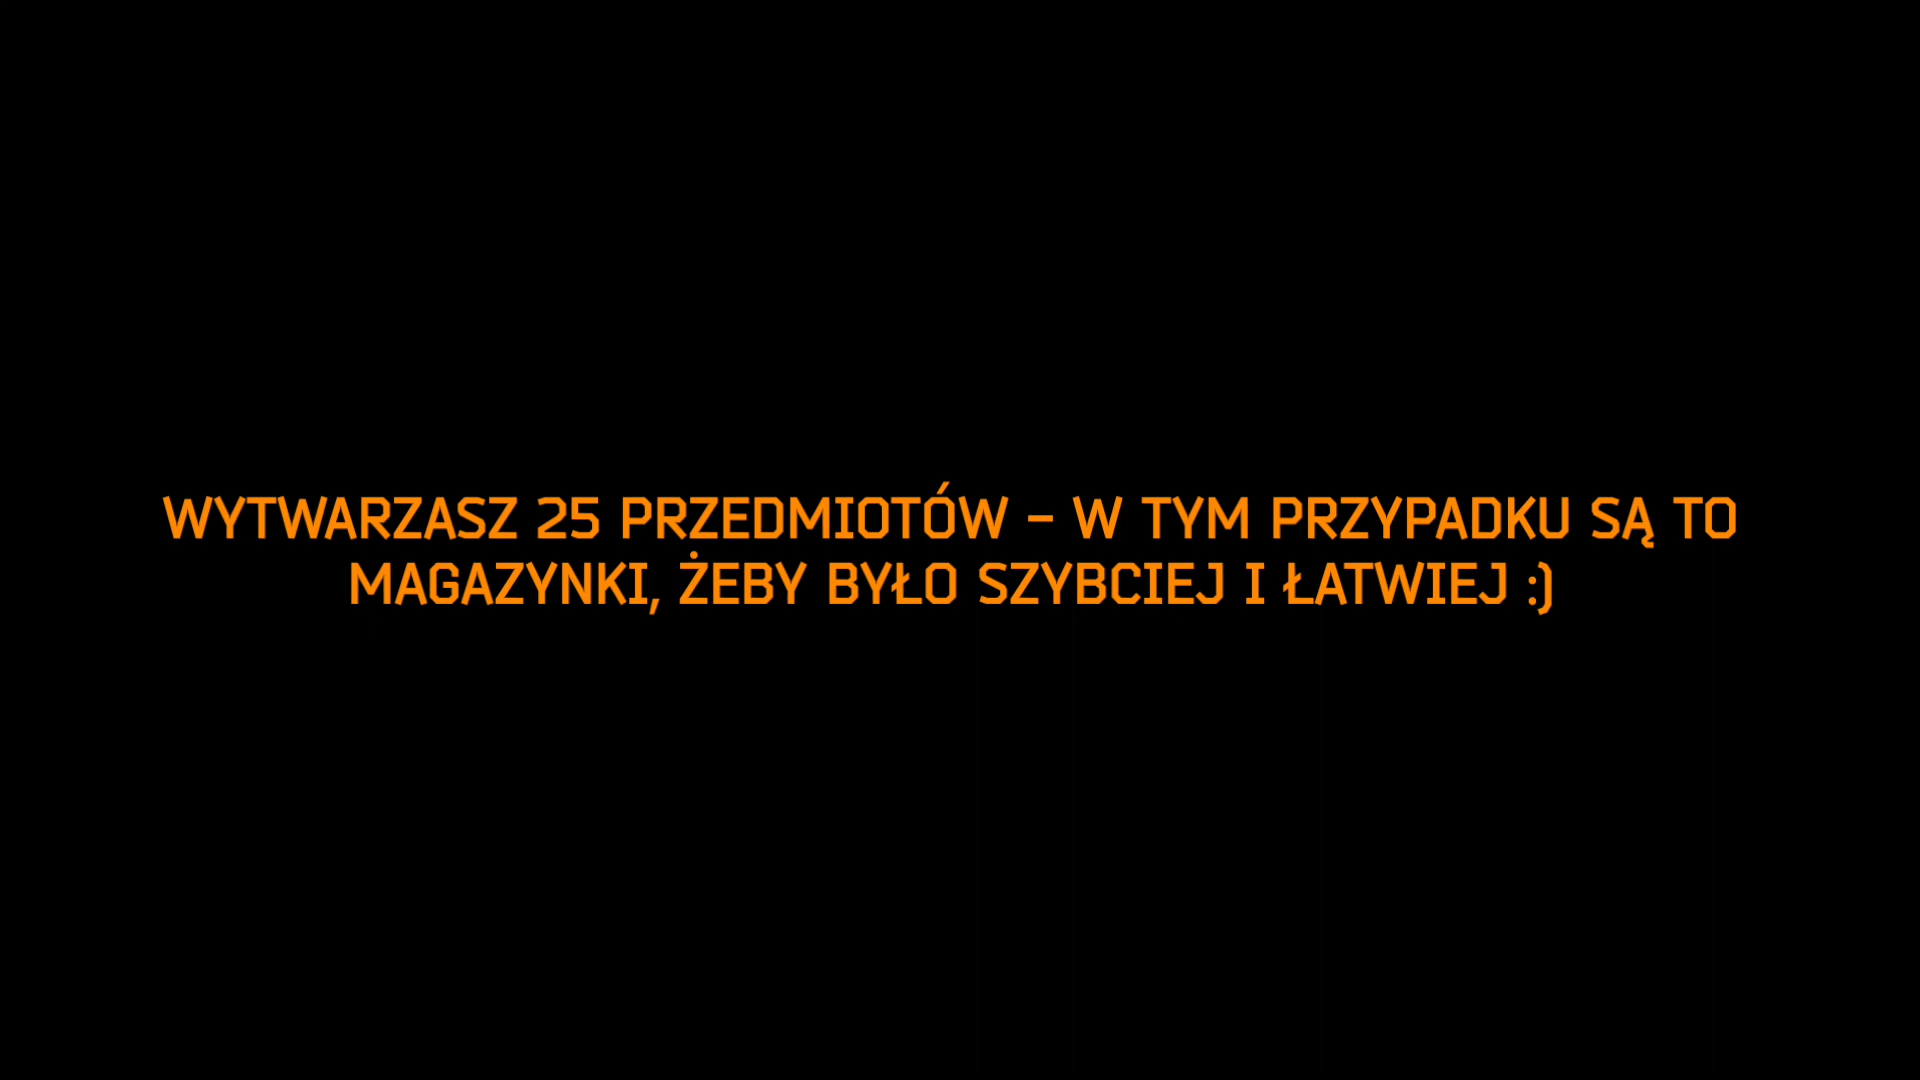 WYTWARZASZ 25 PRZEDMIOTÓW – W TYM PRZYPADKU SĄ TO
MAGAZYNKI, ŻEBY BYŁO SZYBCIEJ I ŁATWIEJ :)